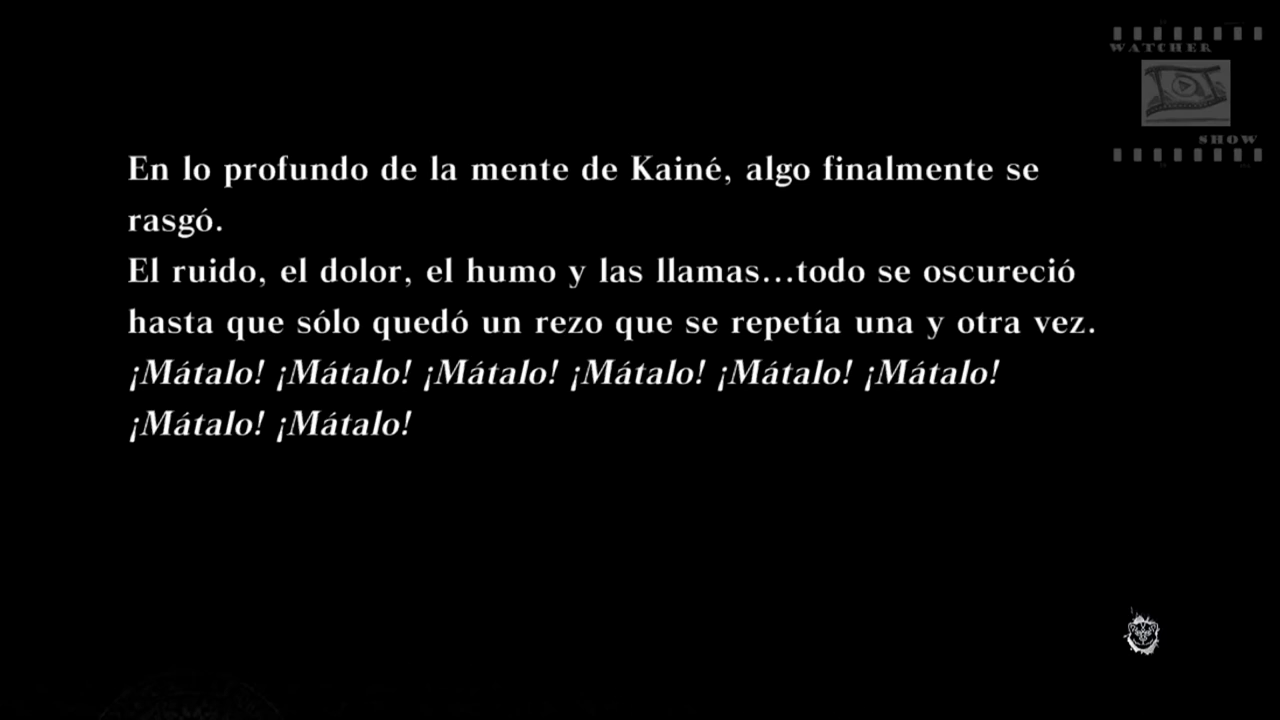 WATCHER
SHOW
En lo profundo de la mente de Kainé, algo finalmente se
rasgó.
El ruido, el dolor, el humo y las llamas...todo se oscureció
hasta que sólo quedó un rezo que se repetía una y otra vez.
¡Mátalo! ¡Mátalo! ¡Mátalo! ¡Mátalo! ¡Mátalo! ¡Mátalo!
¡Mátalo! ¡Mátalo!